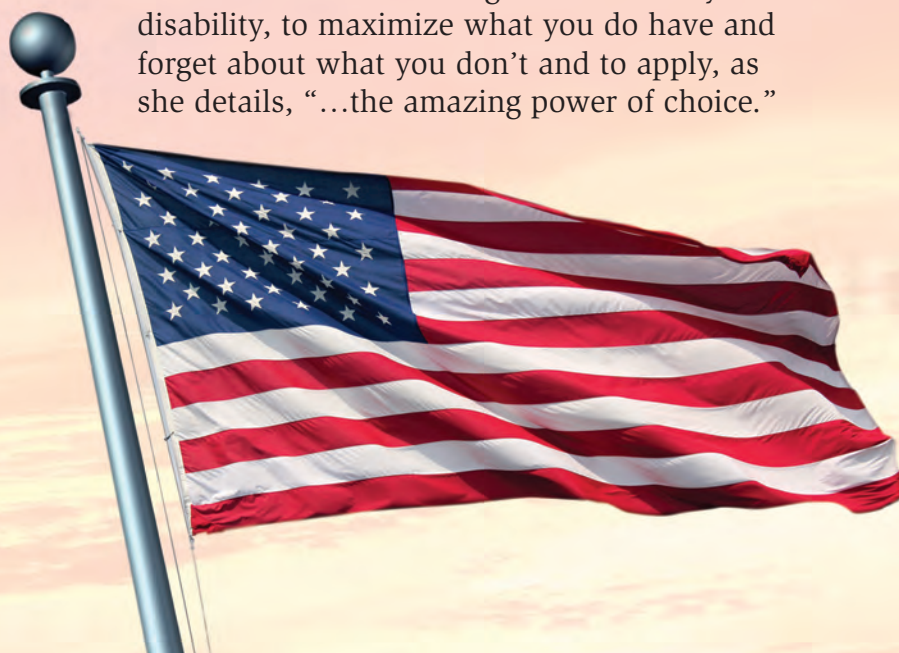 disability, to maximize what you do have and
forget about what you don’t and to apply, as
she details, “…the amazing power of choice.”